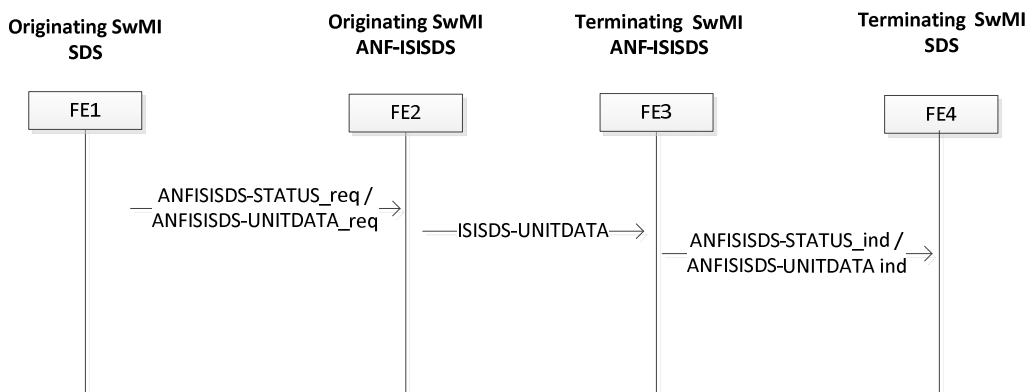 Originating SwMI
SDS
Originating SwMI
ANF-ISISDS
Terminating SwMI
ANF-ISISDS
Terminating SwMI
SDS
FE1
FE2
FE3
FE4
ANFISISDS-STATUS_req /
ANFISISDS-UNITDATA_req
ISISDS-UNITDATA
ANFISISDS-STATUS_ind /
ANFISISDS-UNITDATA ind